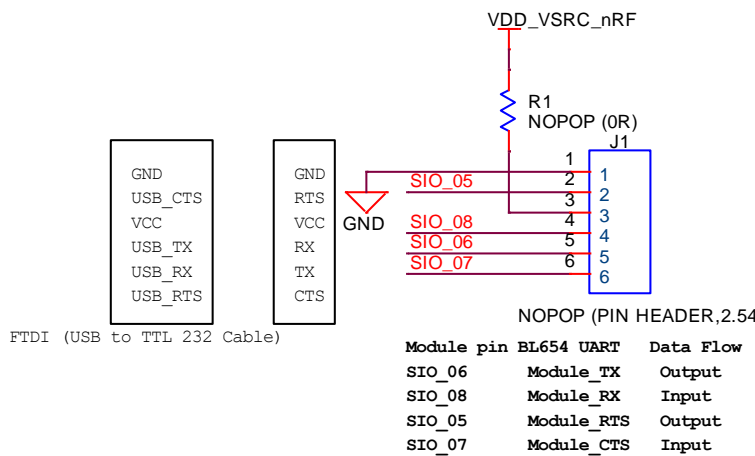 VDD_VSRC_nRF
R1
NOPOP (0R)
J1
GND
USB_CTS
VCC
USB_TX
USB_RX
USB_RTS
FTDI (USB to TTL 232 Cable)
GND
RTS
VCC
RX
TX
CTS
GND
SIO_05
SIO_08
SIO_06
SIO_07
1
2
3
4
5
6
1
2
3
4
5
6
NOPOP (PIN HEADER,2.54
Module pin BL654 UART Data Flow
SIO_06 Module_TX Output
SIO_08 Module_RX Input
SIO_05 Module_RTS Output
SIO_07 Module_CTS Input